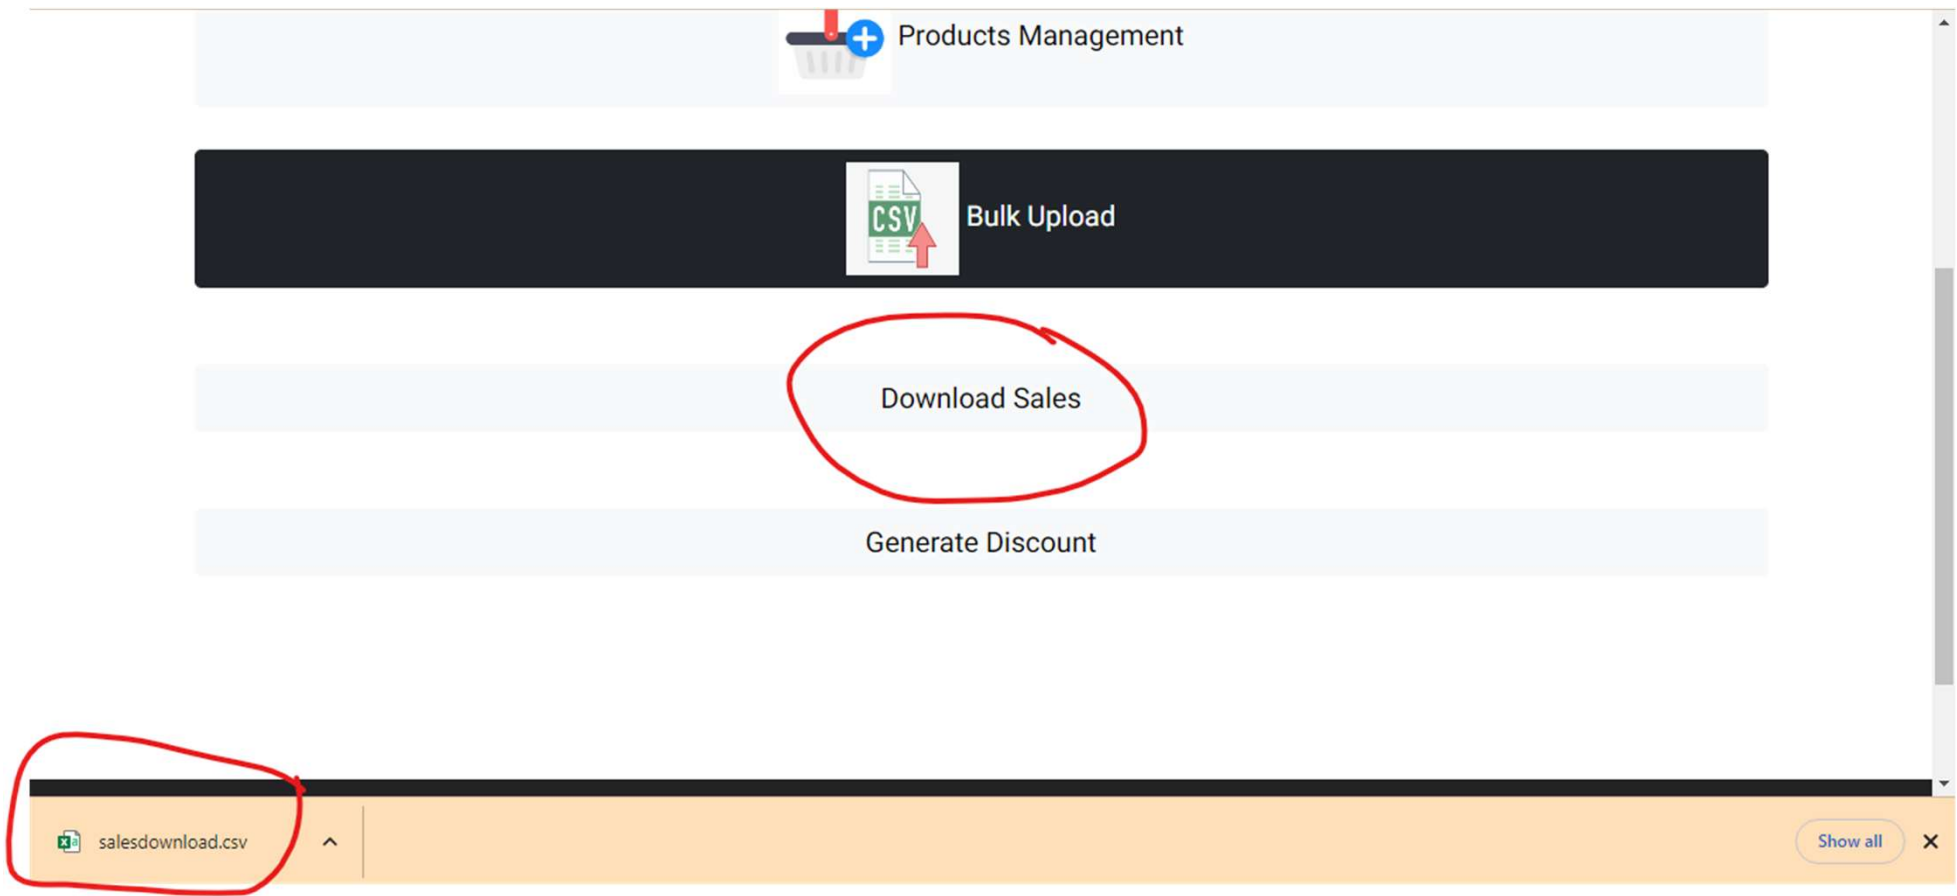 Products Management
CSV
Bulk Upload
Download Sales
Generate Discount
salesdownload.csv
Show all